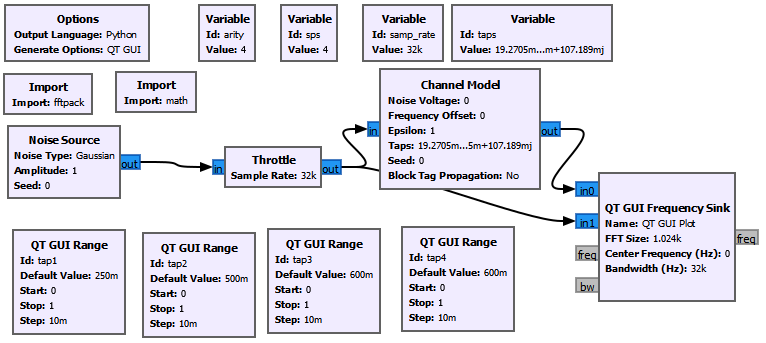 Options
Output Language: Python
Generate Options: QT GUI
Variable
Id: arity
Value: 4
Variable
Id: sps
Value: 4
Variable
Id: samp_rate
Value: 32k
Variable
Id: taps
Value: 19.2705m...m+107.189mj
Import
Import: fftpack
Import
Import: math
Channel Model
Noise Voltage: 0
Frequency Offset: 0
Epsilon: 1
Taps: 19.2705m...5m+107.189mj
Seed: 0
Block Tag Propagation: No
in
out
Noise Source
Noise Type: Gaussian
Amplitude: 1
Seed: 0
out
Throttle
Sample Rate: 32k
in
out
QT GUI Frequency Sink
Name: QT GUI Plot
FFT Size: 1.024k
Center Frequency (Hz): 0
Bandwidth (Hz): 32k
in0
in1
freq
bw
freq
QT GUI Range
Id: tap1
Default Value: 250m
Start: 0
Stop: 1
Step: 10m
QT GUI Range
Id: tap2
Default Value: 500m
Start: 0
Stop: 1
Step: 10m
QT GUI Range
Id: tap3
Default Value: 600m
Start: 0
Stop: 1
Step: 10m
QT GUI Range
Id: tap4
Default Value: 600m
Start: 0
Stop: 1
Step: 10m